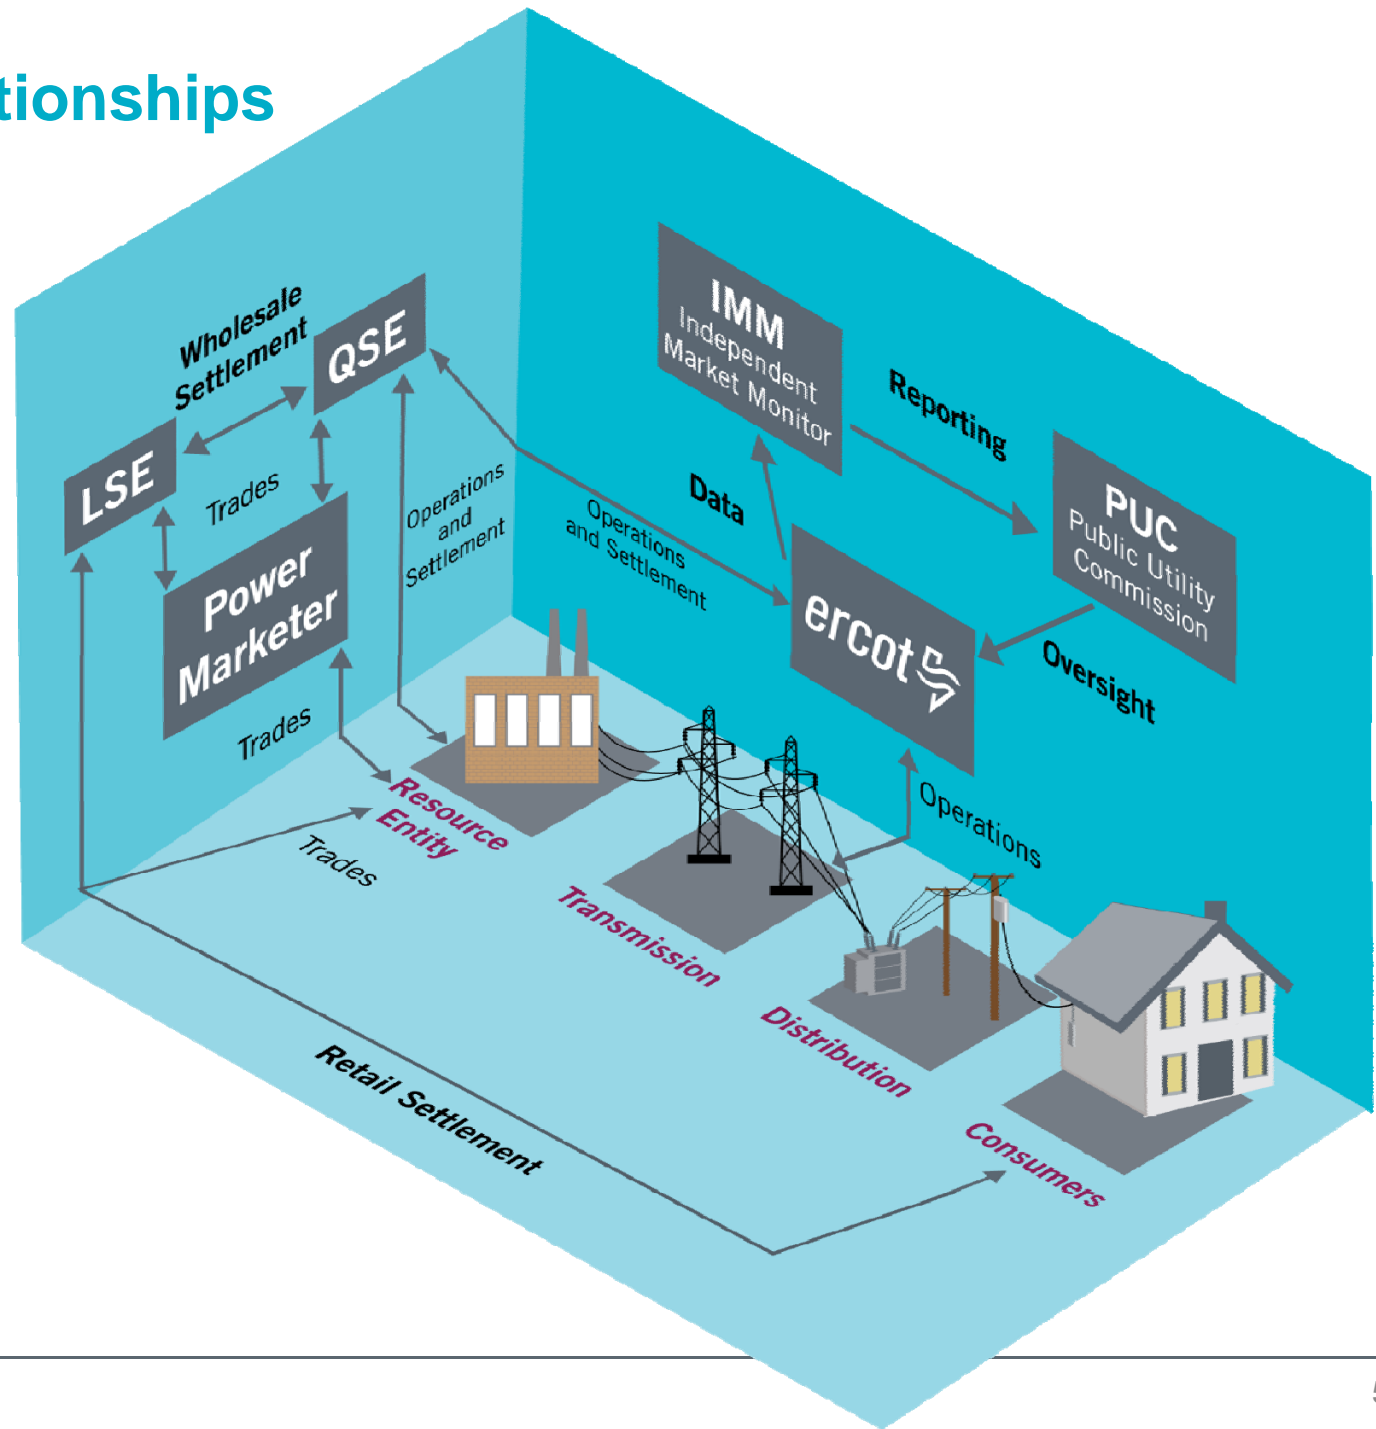 tionships
Wholesale
Settlement
QSE
LSE
Trades
Power
Marketer
Trades
Operations
and
Settlement
Operations
and Settlement
IMM
Independent
Market Monitor
Reporting
Data
PUC
Public Utility
Commission
ercot
Oversight
Operations
Resource
Entity
Trades
Transmission
Distribution
Consumers
Retail Settlement